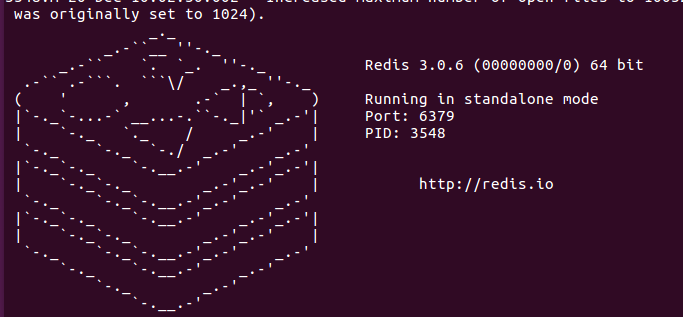 was originally set to 1024).
Redis 3.0.6 (00000000/0) 64 bit
Running in standalone mode
Port: 6379
PID: 3548
http://redis.io